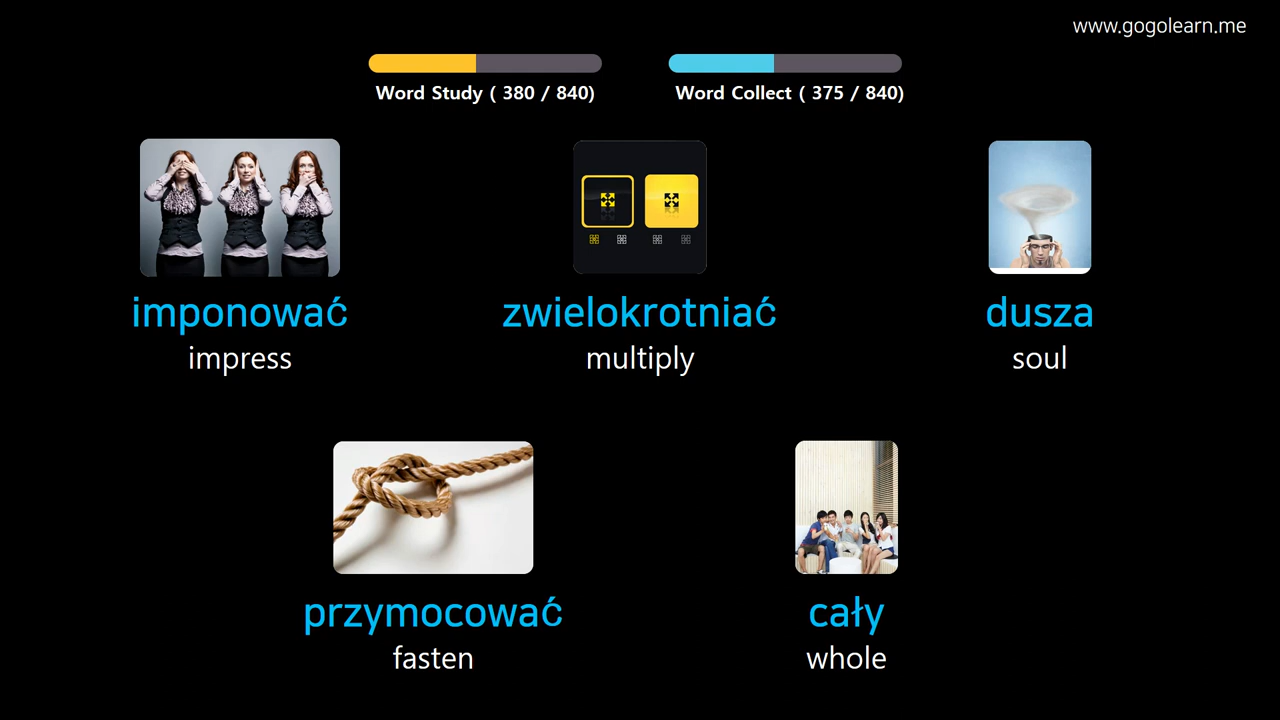 www.gogolearn.me
Word Study ( 380 / 840)
Word Collect ( 375 / 840)
imponować
impress
zwielokrotniać
multiply
dusza
soul
przymocować
fasten
cały
whole